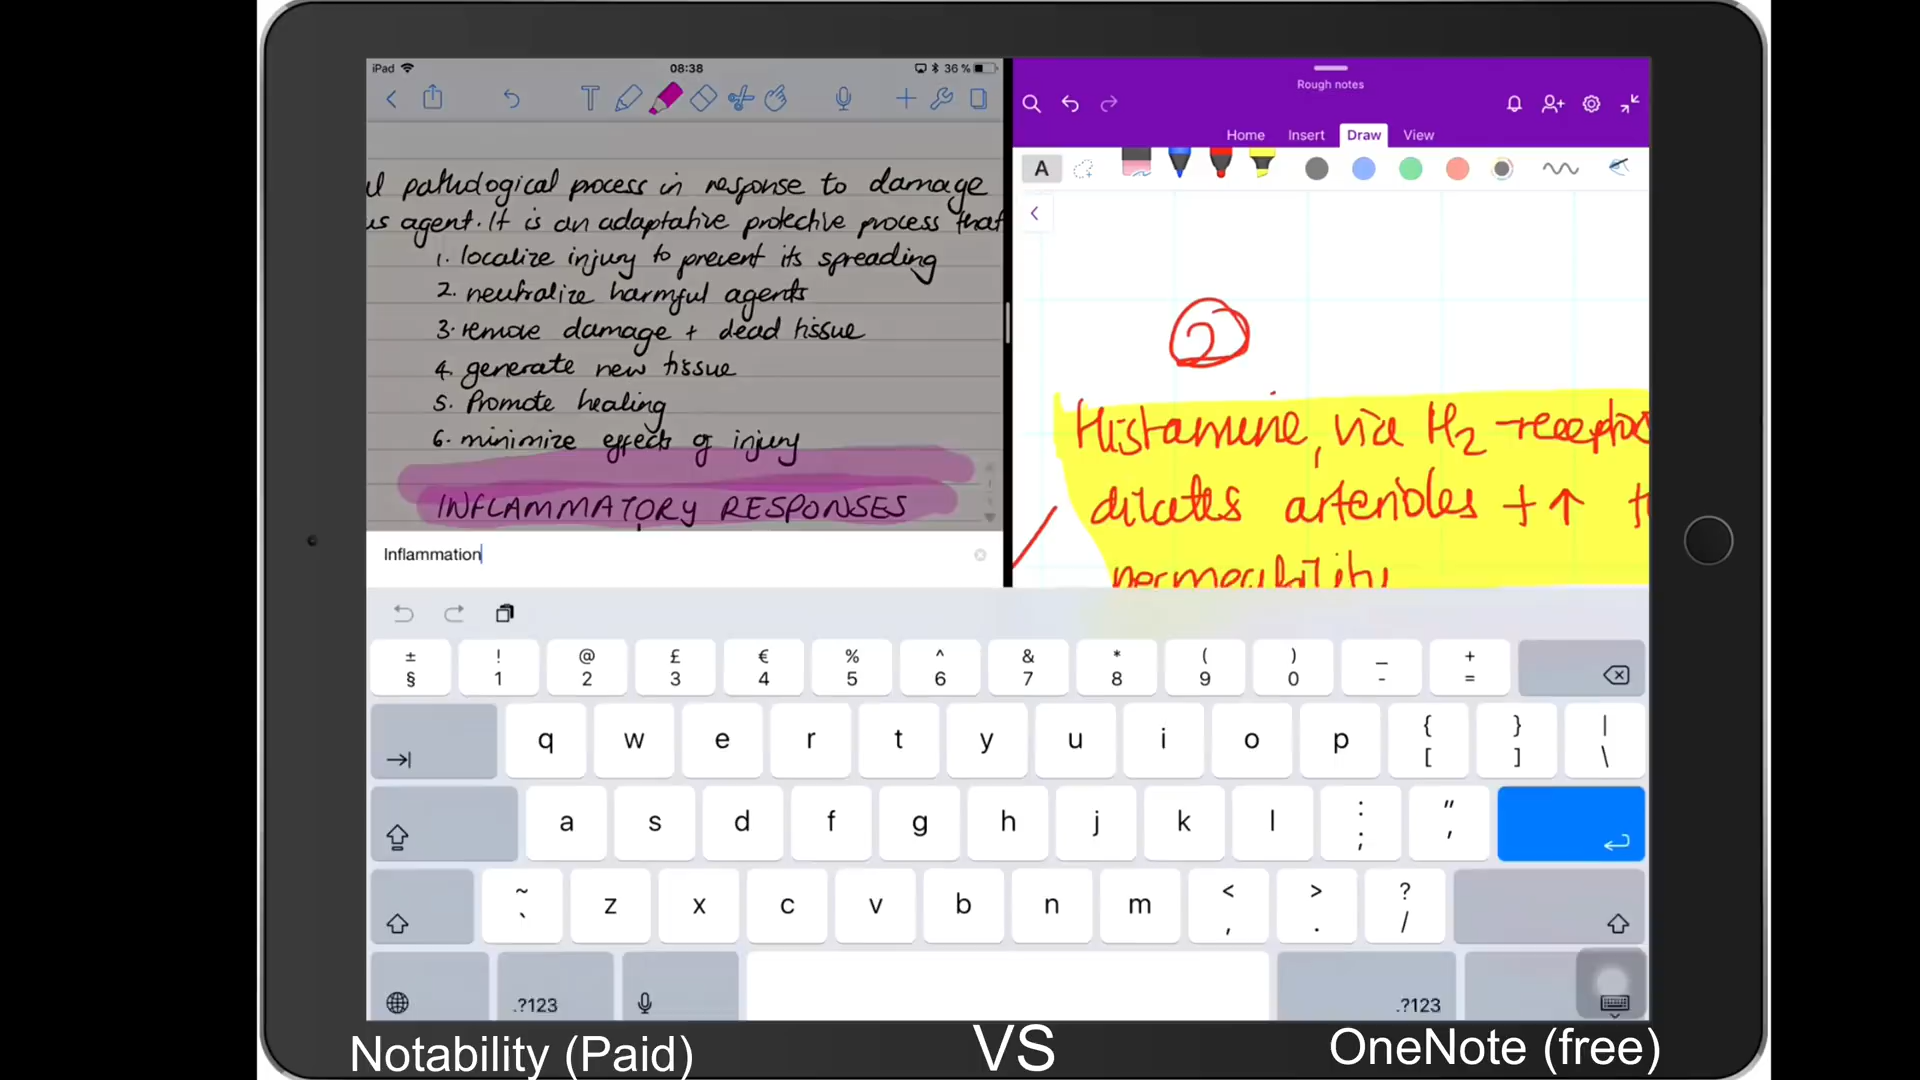 iPad 08:38 36 %
T
l pathological process in response to damage
us agent. It is an adaptative protective process that
1. localize injury to prevent its spreading
2. neutralize harmful agents
3. remove damage + dead tissue
4. generate new tissue
5. Promote healing
6. minimize effects of injury
INFLAMMATORY RESPONSES
Inflammation
Rough notes
Home Insert Draw View
A
2
Histamine, via H2 -receptor
dilates arterioles + ↑
permeability
± ! @ £ € % ^ & * ( ) _ +
§ 1 2 3 4 5 6 7 8 9 0 - =
q w e r t y u i o p { [ } ] | \
a s d f g h j k l : ; " '
~ ` z x c v b n m < , > . ? /
.?123 .?123
Notability (Paid) VS OneNote (free)